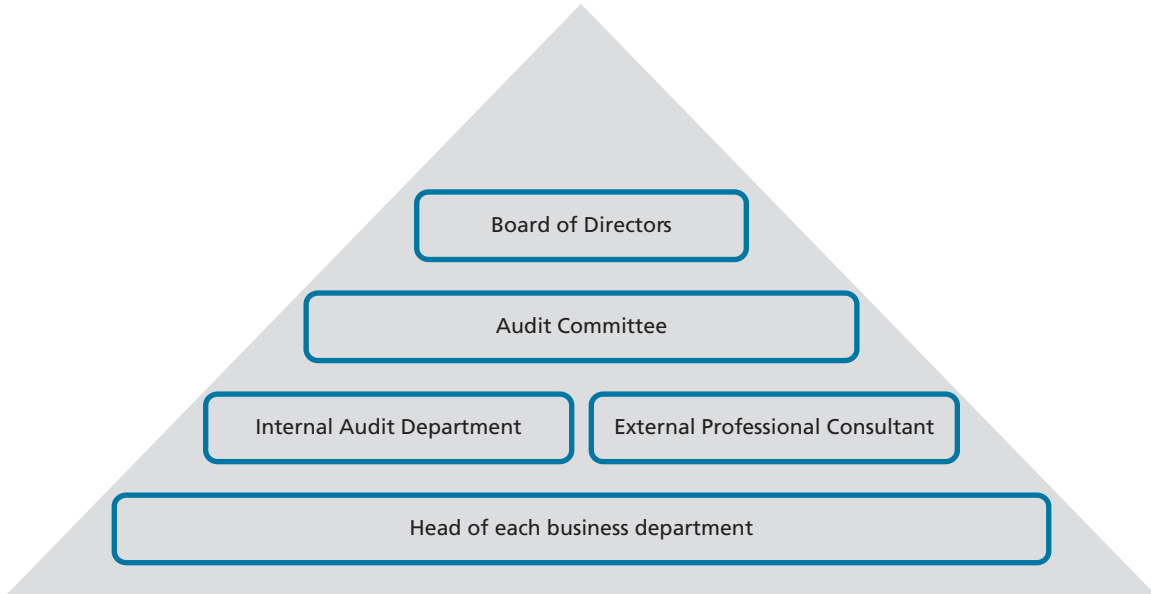 Board of Directors
Audit Committee
Internal Audit Department
External Professional Consultant
Head of each business department